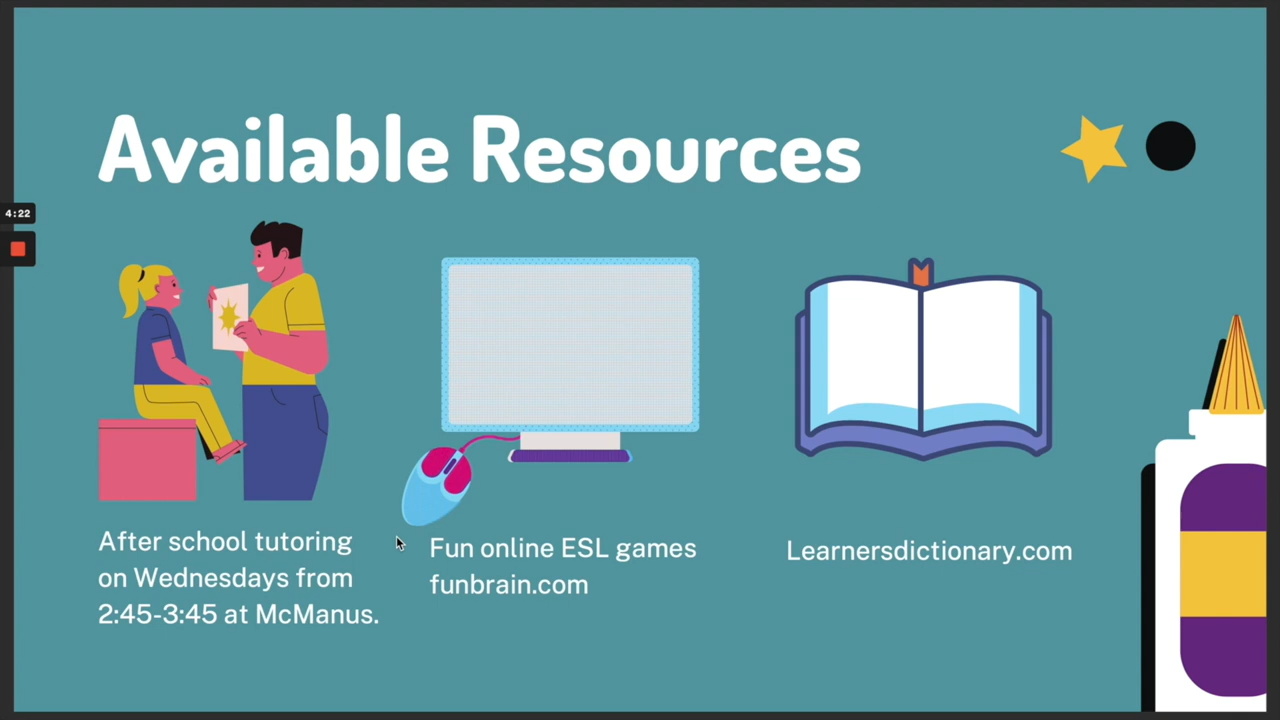 Available Resources
4:22
After school tutoring
on Wednesdays from
2:45-3:45 at McManus.
Fun online ESL games
funbrain.com
Learnersdictionary.com